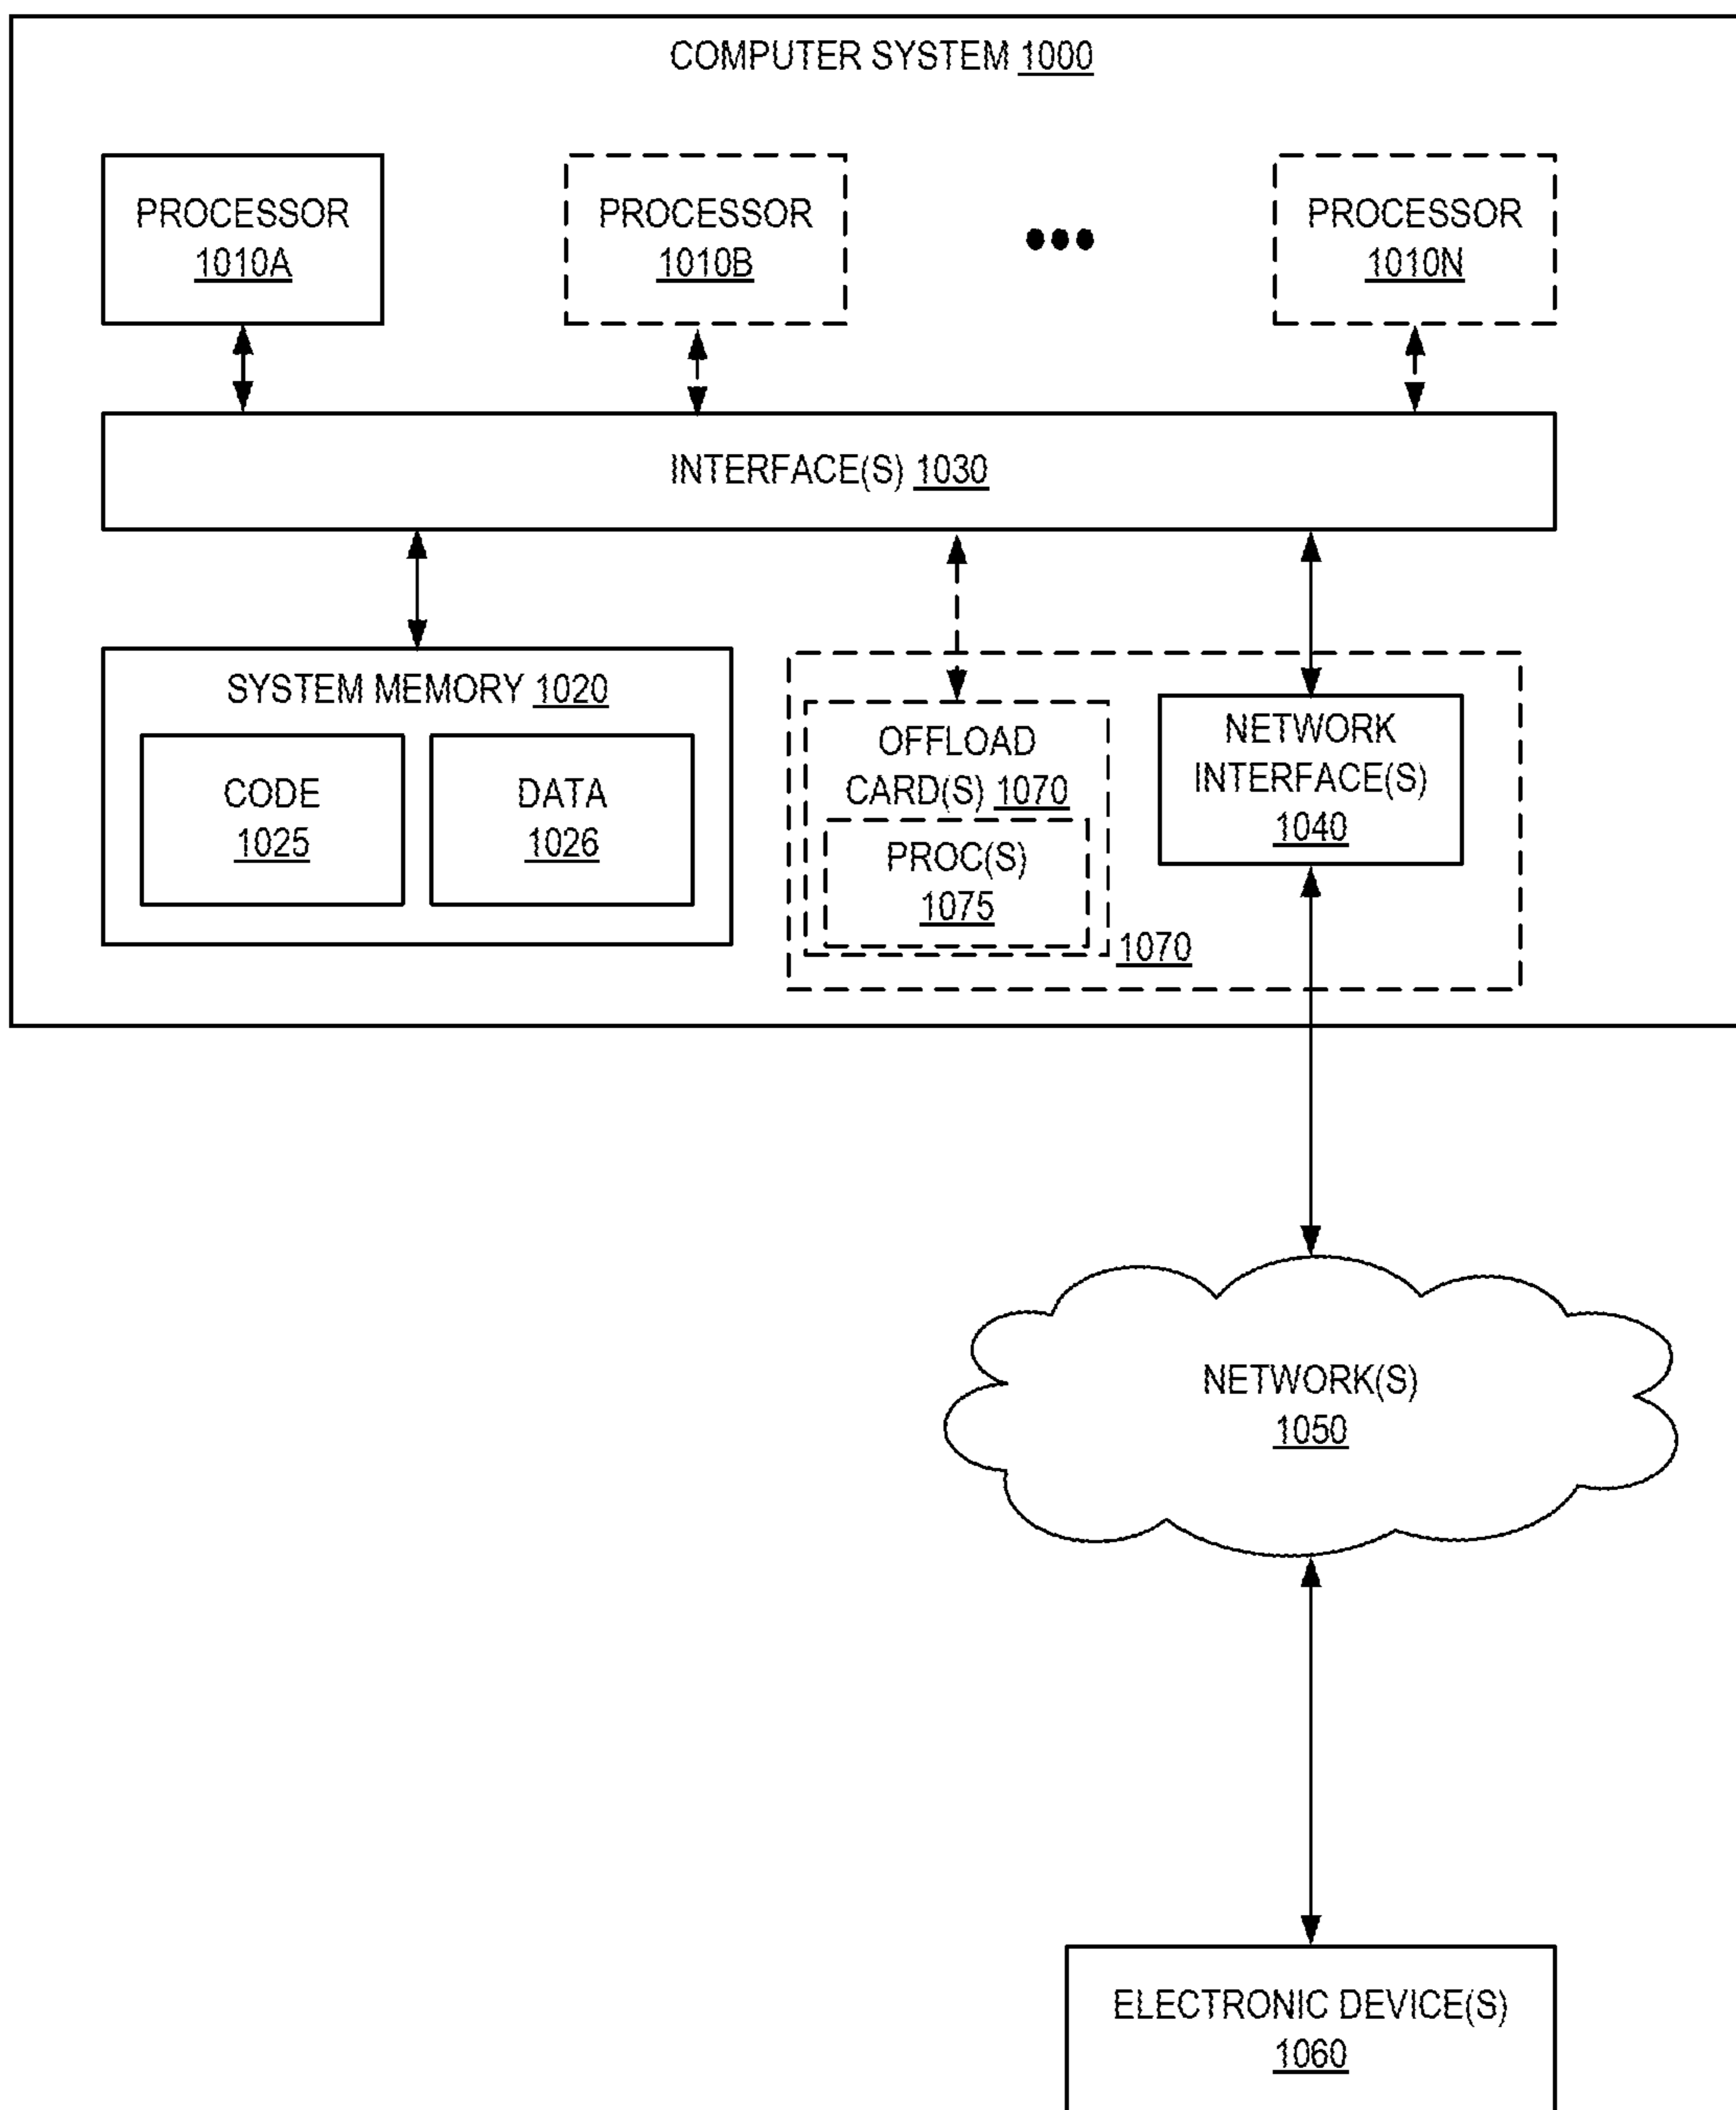 COMPUTER SYSTEM 1000
PROCESSOR
1010A
PROCESSOR
1010B
PROCESSOR
1010N
INTERFACE(S) 1030
SYSTEM MEMORY 1020
CODE
1025
DATA
1026
OFFLOAD
CARD(S) 1070
PROC(S)
1075
1070
NETWORK
INTERFACE(S)
1040
NETWORK(S)
1050
ELECTRONIC DEVICE(S)
1060